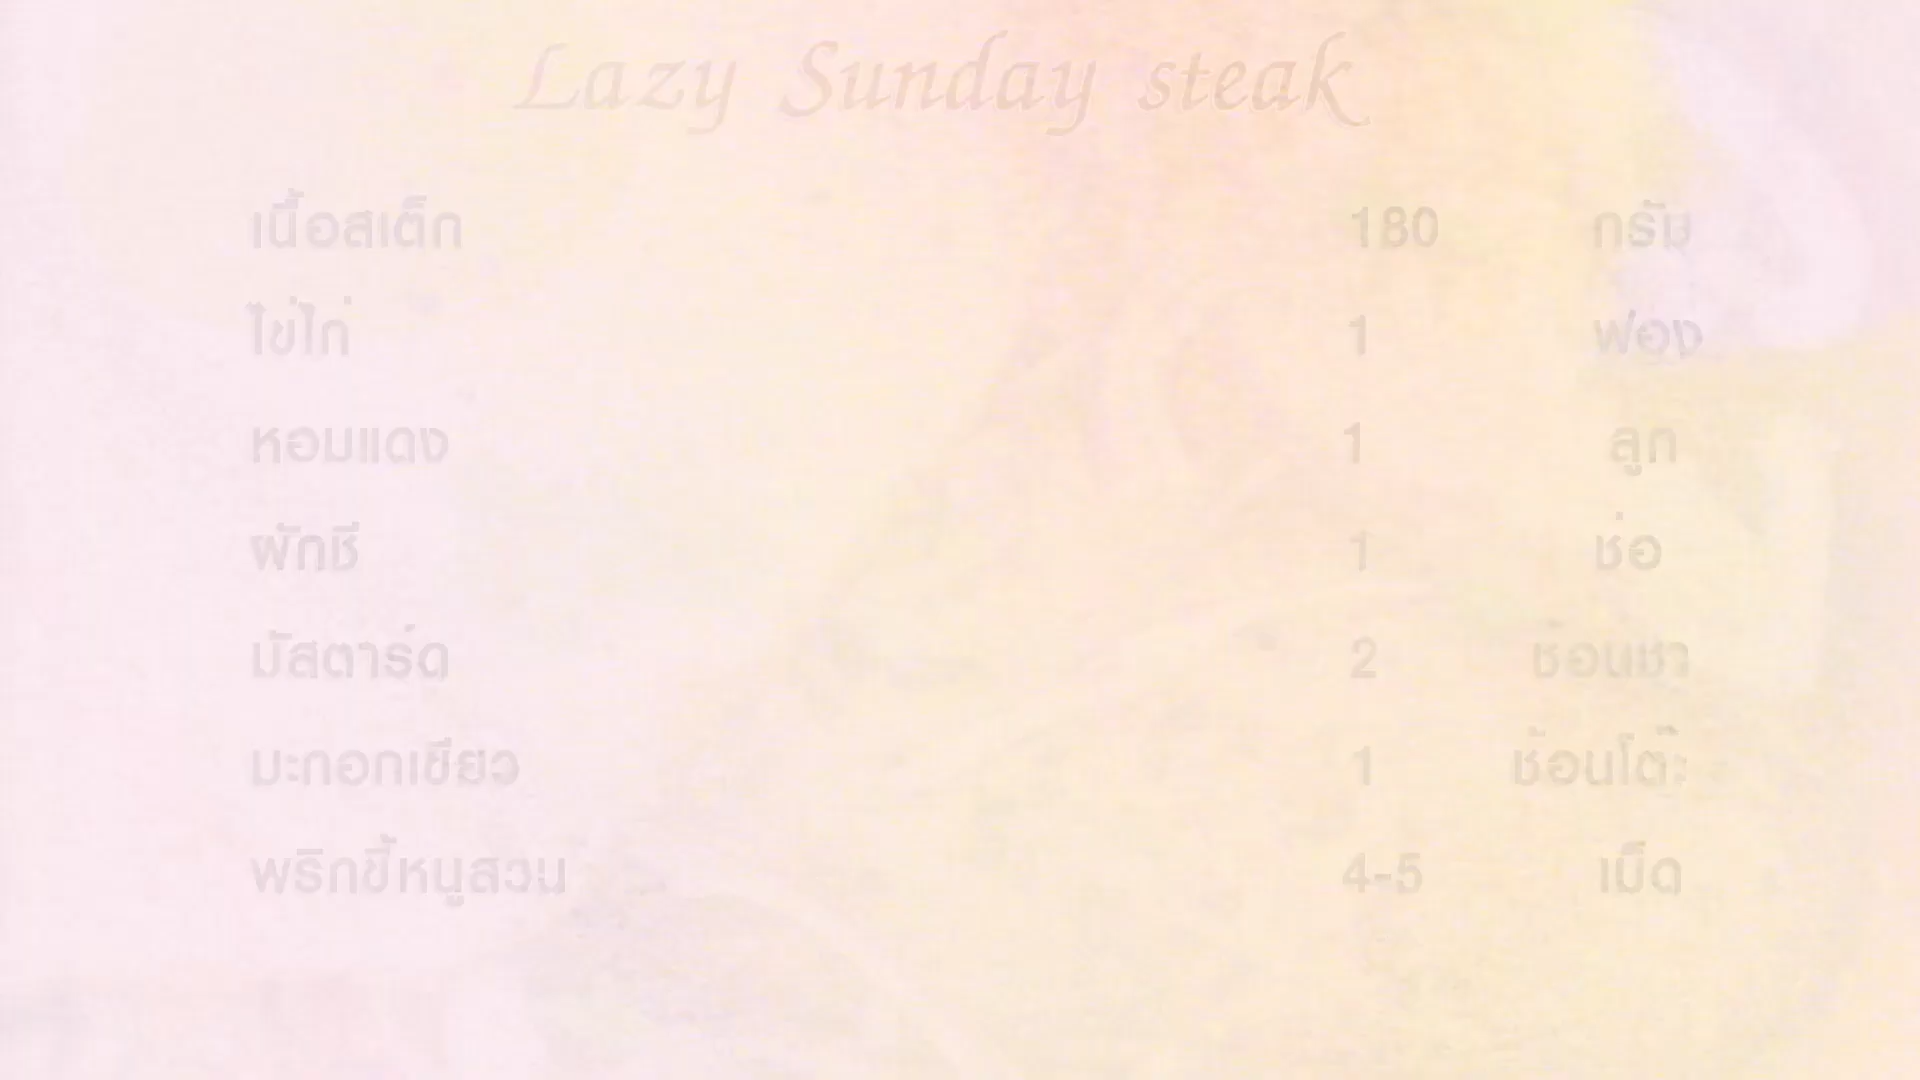 Lazy Sunday steak
เนื้อสเต็ก 180 กรัม
ไข่ไก่ 1 ฟอง
หอมแดง 1 ลูก
ผักชี 1 ช่อ
มัสตาร์ด 2 ช้อนชา
มะกอกเขียว 1 ช้อนโต๊ะ
พริกขี้หนูสวน 4-5 เม็ด